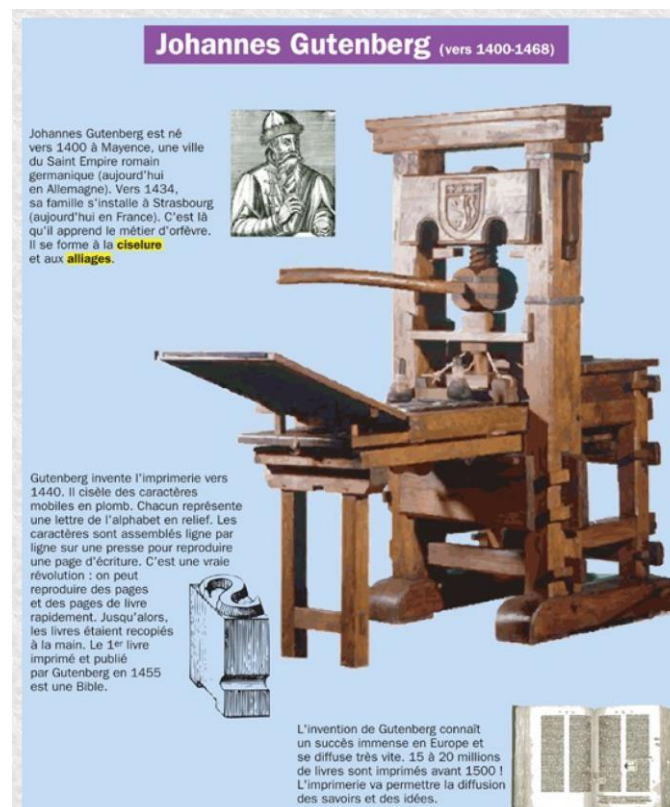 Johannes Gutenberg (vers 1400-1468)
Johannes Gutenberg est né
vers 1400 à Mayence, une ville
du Saint Empire romain
germanique (aujourd'hui
en Allemagne). Vers 1434,
sa famille s'installe à Strasbourg
(aujourd'hui en France). C'est là
qu'il apprend le métier d'orfèvre.
Il se forme à la ciselure
et aux alliages.
Gutenberg invente l'imprimerie vers
1440. Il cisèle des caractères
mobiles en plomb. Chacun représente
une lettre de l'alphabet en relief. Les
caractères sont assemblés ligne par
ligne sur une presse pour reproduire
une page d'écriture. C'est une vraie
révolution : on peut
reproduire des pages
et des pages de livre
rapidement. Jusqu'alors,
les livres étaient recopiés
à la main. Le 1er livre
imprimé et publié
par Gutenberg en 1455
est une Bible.
L'invention de Gutenberg connaît
un succès immense en Europe et
se diffuse très vite. 15 à 20 millions
de livres sont imprimés avant 1500 !
L'imprimerie va permettre la diffusion
des savoirs et des idées.